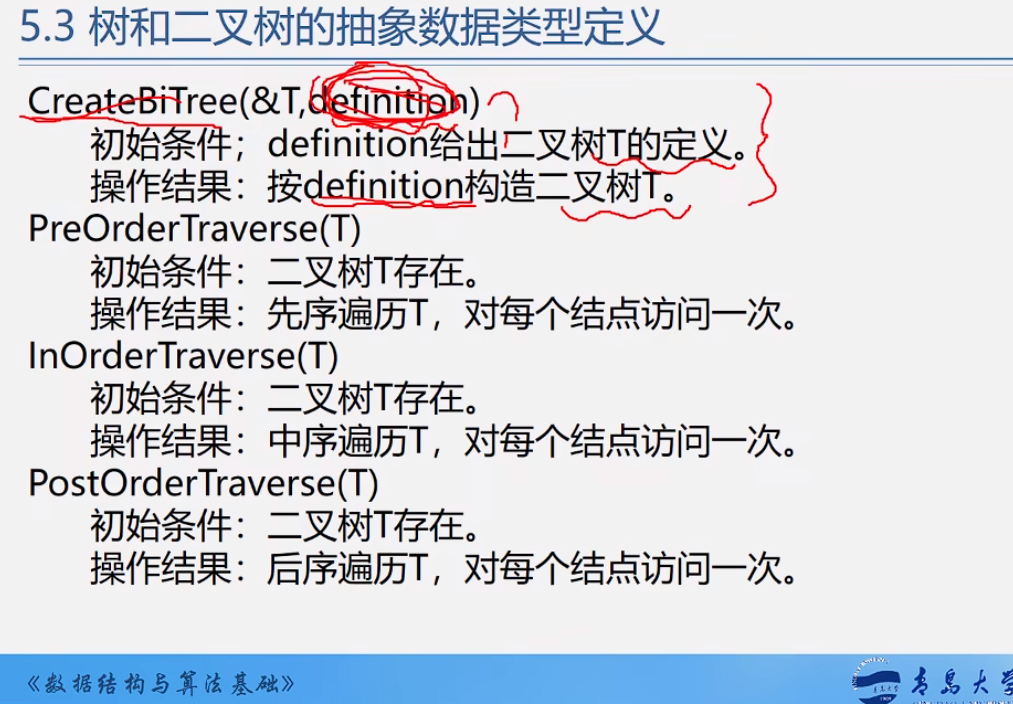 5.3 树和二叉树的抽象数据类型定义
CreateBiTree(&T,definition)
初始条件；definition给出二叉树T的定义。
操作结果：按definition构造二叉树T。
PreOrderTraverse(T)
初始条件：二叉树T存在。
操作结果：先序遍历T，对每个结点访问一次。
InOrderTraverse(T)
初始条件：二叉树T存在。
操作结果：中序遍历T，对每个结点访问一次。
PostOrderTraverse(T)
初始条件：二叉树T存在。
操作结果：后序遍历T，对每个结点访问一次。
《数据结构与算法基础》
青岛大学